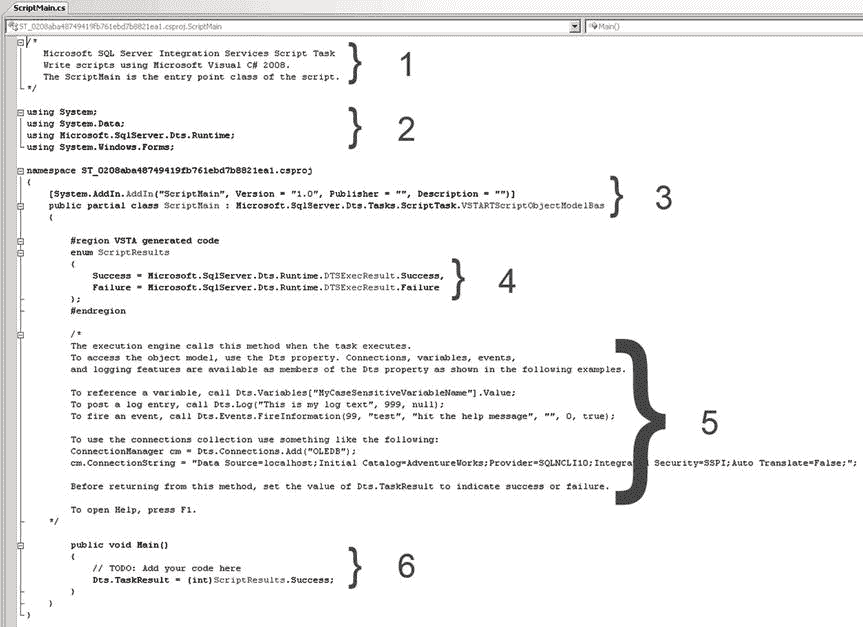 ScriptMain.cs
ST_0208aba48749419fb761ebd7b8821ea1.csproj.ScriptMain
Main()
/*
Microsoft SQL Server Integration Services Script Task
Write scripts using Microsoft Visual C# 2008.
The ScriptMain is the entry point class of the script.
*/
1
using System;
using System.Data;
using Microsoft.SqlServer.Dts.Runtime;
using System.Windows.Forms;
2
namespace ST_0208aba48749419fb761ebd7b8821ea1.csproj
{
[System.AddIn.AddIn("ScriptMain", Version = "1.0", Publisher = "", Description = "")]
public partial class ScriptMain : Microsoft.SqlServer.Dts.Tasks.ScriptTask.VSTARTScriptObjectModelBas
3
{
#region VSTA generated code
enum ScriptResults
{
Success = Microsoft.SqlServer.Dts.Runtime.DTSExecResult.Success,
Failure = Microsoft.SqlServer.Dts.Runtime.DTSExecResult.Failure
4
};
#endregion
/*
The execution engine calls this method when the task executes.
To access the object model, use the Dts property. Connections, variables, events,
and logging features are available as members of the Dts property as shown in the following examples.
To reference a variable, call Dts.Variables["MyCaseSensitiveVariableName"].Value;
To post a log entry, call Dts.Log("This is my log text", 999, null);
To fire an event, call Dts.Events.FireInformation(99, "test", "hit the help message", "", 0, true);
5
To use the connections collection use something like the following:
ConnectionManager cm = Dts.Connections.Add("OLEDB");
cm.ConnectionString = "Data Source=localhost;Initial Catalog=AdventureWorks;Provider=SQLNCLI10; Security=SSPI;Auto Translate=False;";
Before returning from this method, set the value of Dts.TaskResult to indicate success or failure.
To open Help, press F1.
*/
public void Main()
{
// TODO: Add your code here
Dts.TaskResult = (int)ScriptResults.Success;
6
}
}
}